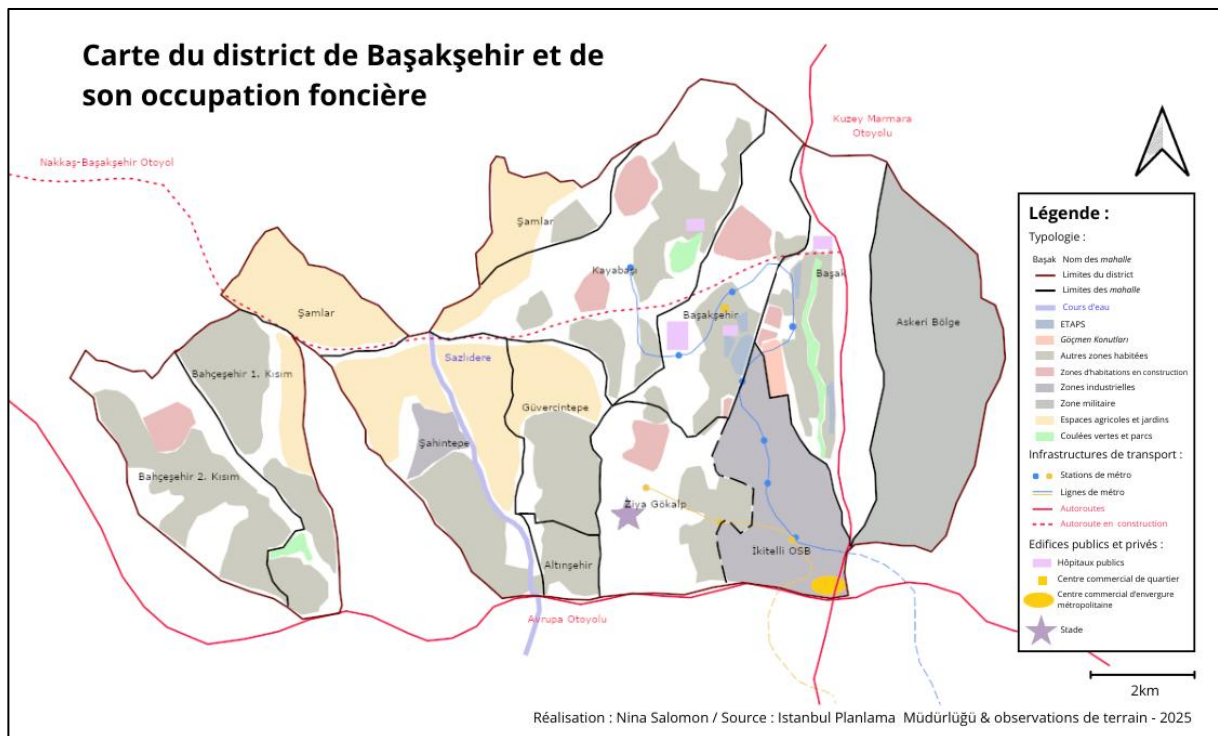 Carte du district de Başakşehir et de
son occupation foncière
Kuzey Marmara
Otoyolu
Nakkaş-Başakşehir Otoyol
Şamlar
Kayabaşı
Başak
Şamlar
Başakşehir
Askeri Bölge
Sazlıdere
Bahçeşehir 1. Kısım
Güvercintepe
Şahintepe
Bahçeşehir 2. Kısım
Ziya Gökalp
İkitelli OSB
Altınşehir
Avrupa Otoyolu
Légende :
Typologie :
Başak Nom des mahalle
Limites du district
Limites des mahalle
Cours d'eau
ETAPS
Göçmen Konutları
Autres zones habitées
Zones d'habitations en construction
Zones industrielles
Zone militaire
Espaces agricoles et jardins
Coulées vertes et parcs
Infrastructures de transport :
Stations de métro
Lignes de métro
Autoroutes
Autoroute en construction
Edifices publics et privés :
Hôpitaux publics
Centre commercial de quartier
Centre commercial d'envergure
métropolitaine
Stade
2km
Réalisation : Nina Salomon / Source : Istanbul Planlama Müdürlüğü & observations de terrain - 2025